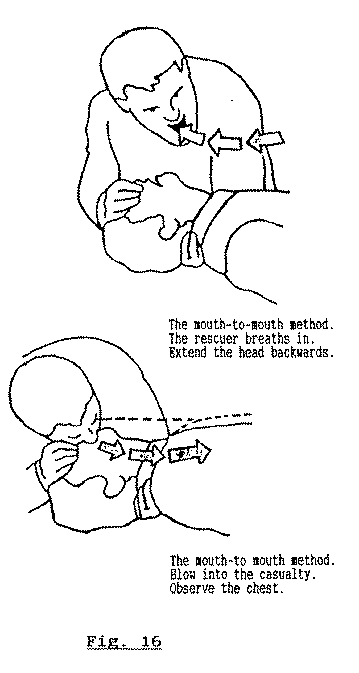 The mouth-to-mouth method.
The rescuer breaths in.
Extend the head backwards.
The mouth-to mouth method.
Blow into the casualty.
Observe the chest.
Fig. 16